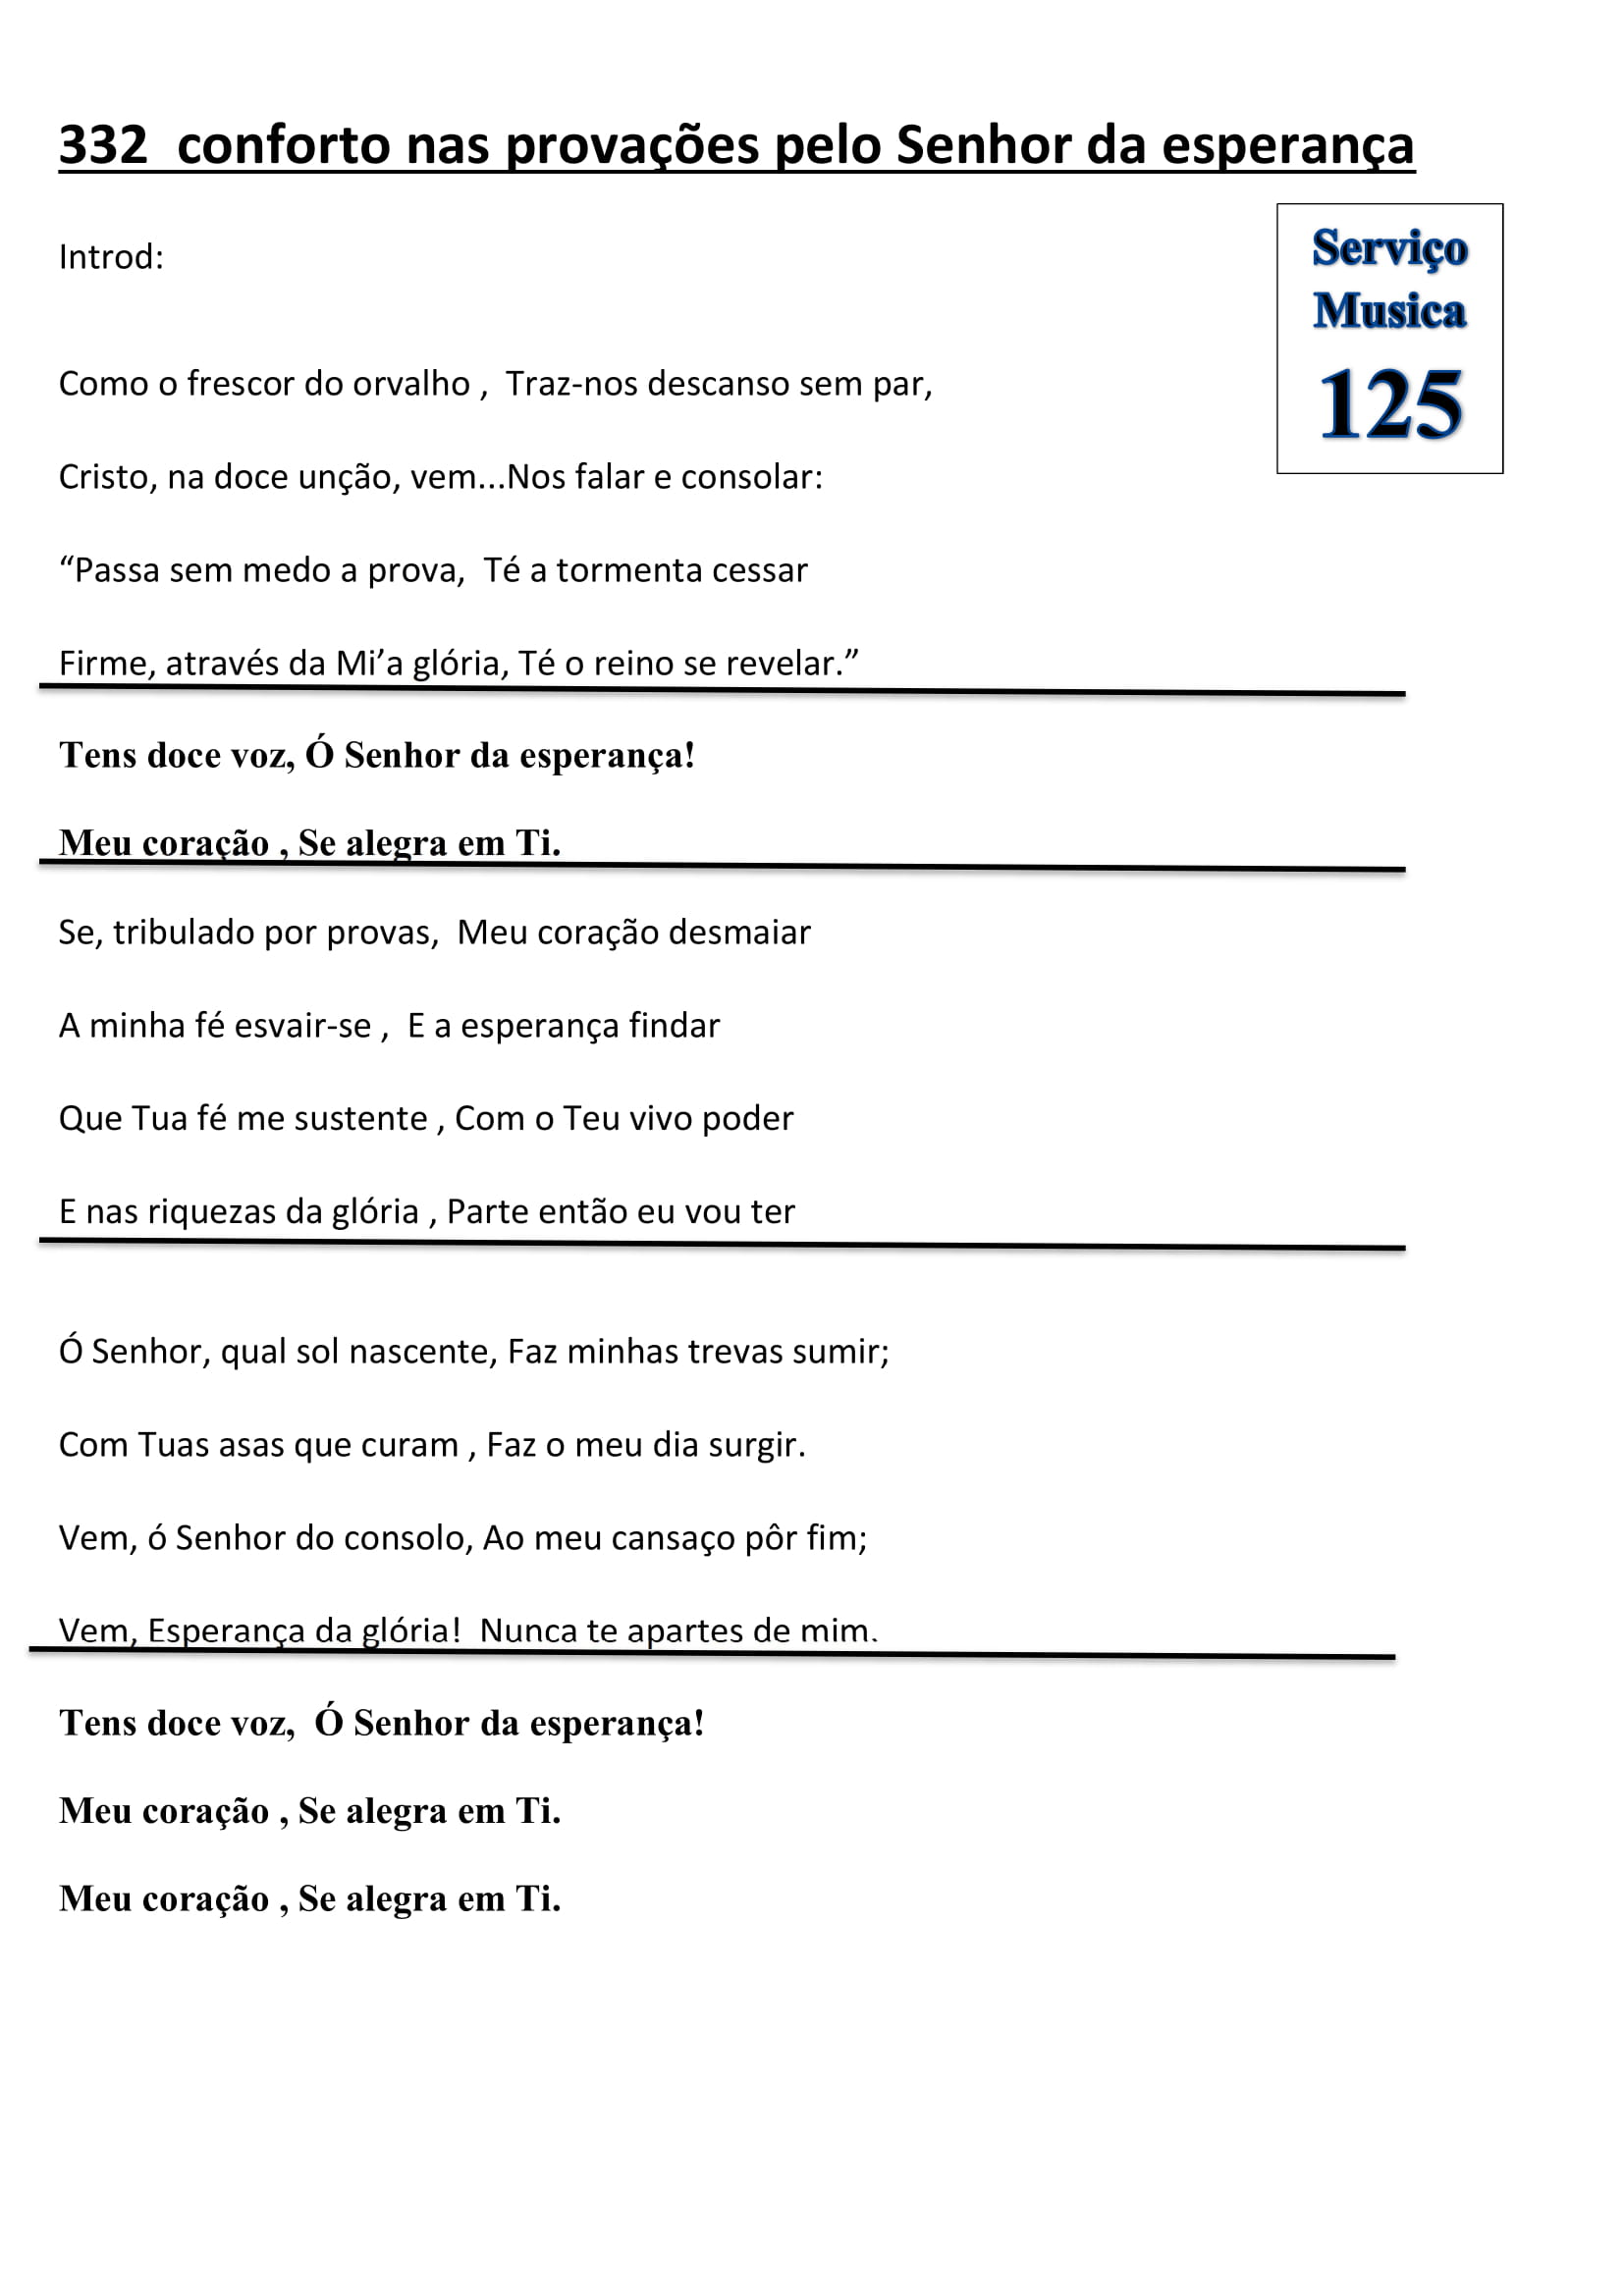 332  conforto nas provações pelo Senhor da esperança
Introd:
Serviço
Musica
125
Como o frescor do orvalho ,  Traz-nos descanso sem par,
Cristo, na doce unção, vem...Nos falar e consolar:
“Passa sem medo a prova,  Té a tormenta cessar
Firme, através da Mi’a glória, Té o reino se revelar.”
Tens doce voz, Ó Senhor da esperança!
Meu coração , Se alegra em Ti.
Se, tribulado por provas,  Meu coração desmaiar
A minha fé esvair-se ,  E a esperança findar
Que Tua fé me sustente , Com o Teu vivo poder
E nas riquezas da glória , Parte então eu vou ter
Ó Senhor, qual sol nascente, Faz minhas trevas sumir;
Com Tuas asas que curam , Faz o meu dia surgir.
Vem, ó Senhor do consolo, Ao meu cansaço pôr fim;
Vem, Esperança da glória!  Nunca te apartes de mim.
Tens doce voz,  Ó Senhor da esperança!
Meu coração , Se alegra em Ti.
Meu coração , Se alegra em Ti.